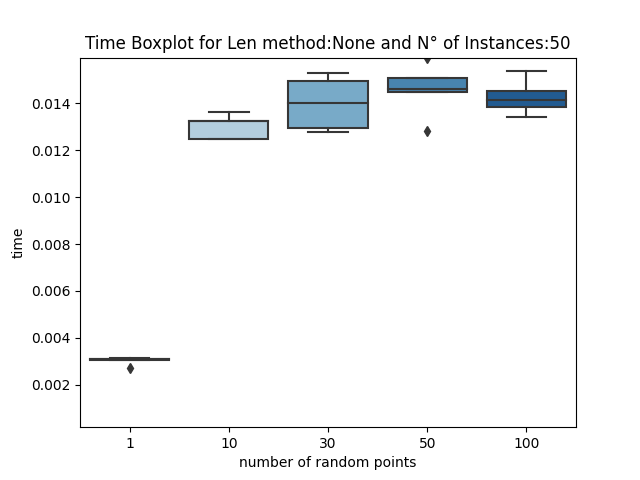 Time Boxplot for Len method:None and N° of Instances:50
0.014
0.012
0.010
0.008
0.006
0.004
0.002
time
1 10 30 50 100
number of random points